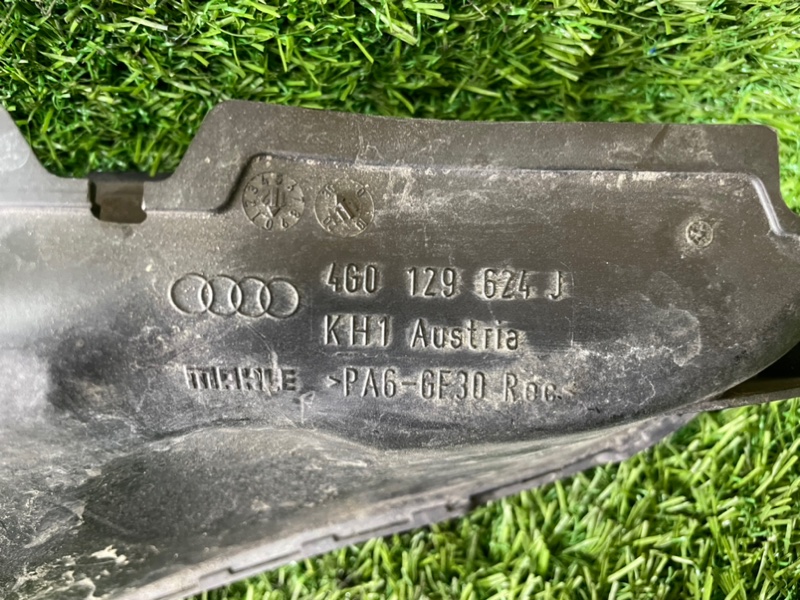 4G0 129 624 J
KH1 Austria
MAHLE >PA6-GF30 Rec<